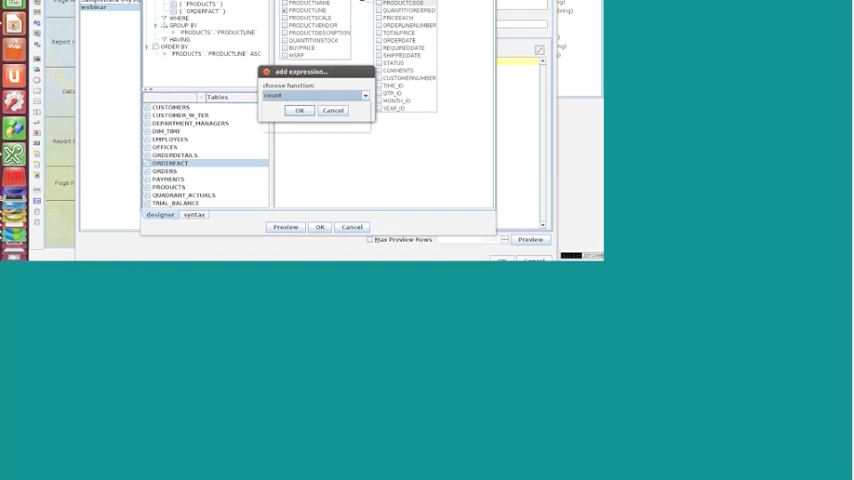 webinar
( `PRODUCTS` )
( `ORDERFACT` )
WHERE
GROUP BY
`PRODUCTS`.`PRODUCTLINE`
HAVING
ORDER BY
`PRODUCTS`.`PRODUCTLINE` ASC
PRODUCTNAME
PRODUCTLINE
PRODUCTSCALE
PRODUCTVENDOR
PRODUCTDESCRIPTION
QUANTITYINSTOCK
BUYPRICE
MSRP
PRODUCTCODE
QUANTITYORDERED
PRICEEACH
ORDERLINENUMBER
TOTALPRICE
ORDERDATE
REQUIREDDATE
SHIPPEDDATE
STATUS
COMMENTS
CUSTOMERNUMBER
TIME_ID
QTR_ID
MONTH_ID
YEAR_ID
add expression...
choose function:
count
OK Cancel
Tables
CUSTOMERS
CUSTOMER_W_TER
DEPARTMENT_MANAGERS
DIM_TIME
EMPLOYEES
OFFICES
ORDERDETAILS
ORDERFACT
ORDERS
PAYMENTS
PRODUCTS
QUADRANT_ACTUALS
TRIAL_BALANCE
designer syntax
Preview OK Cancel
Max Preview Rows
Preview